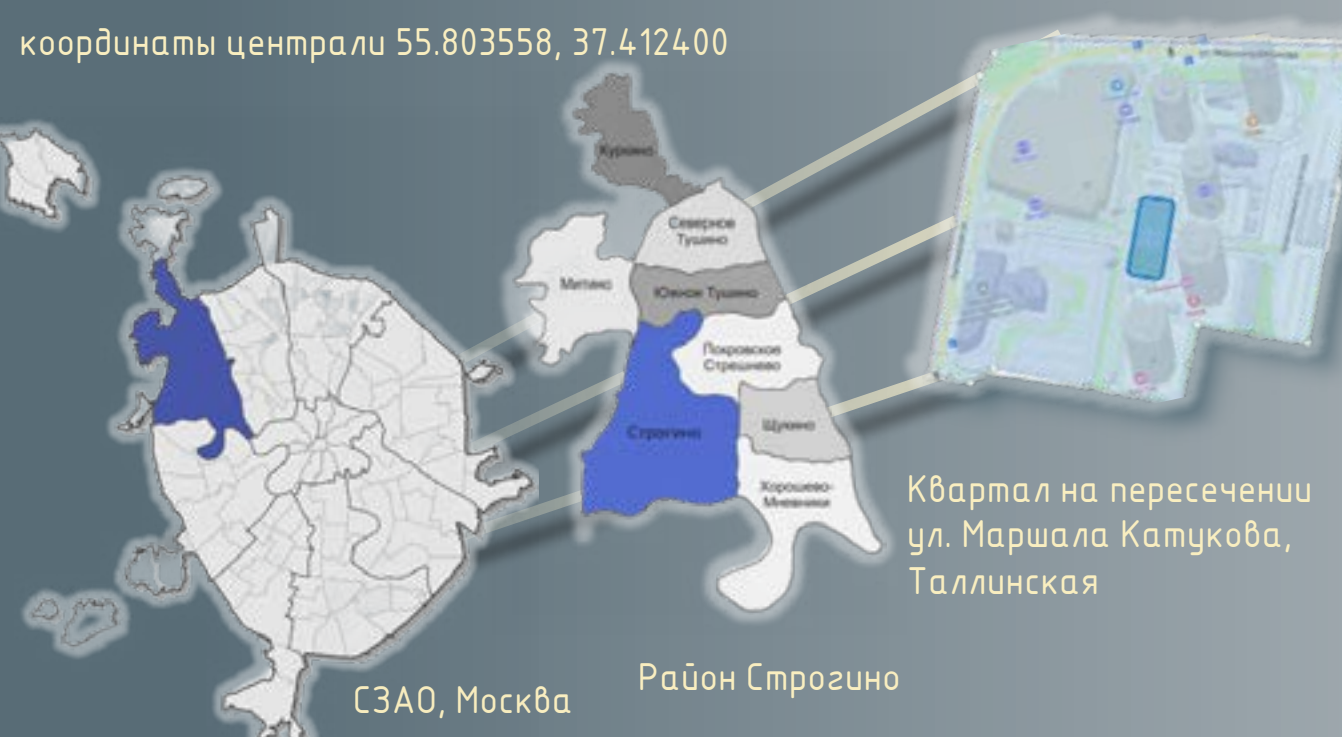 координаты централи 55.803558, 37.412400
Куркино
Северное
Тушино
Митино
Южное Тушино
Покровское
Стрешнево
Строгино
Щукино
Хорошево-
Мневники
Квартал на пересечении
ул. Маршала Катукова,
Таллинская
Район Строгино
СЗАО, Москва